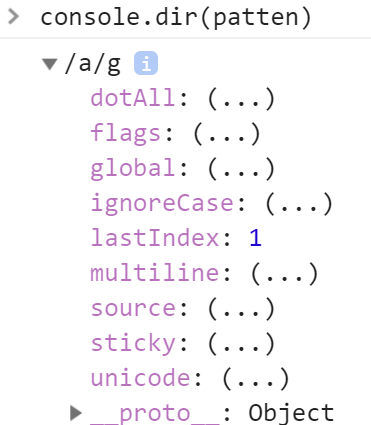 > console.dir(patten)
▼ /a/g i
dotAll: (...)
flags: (...)
global: (...)
ignoreCase: (...)
lastIndex: 1
multiline: (...)
source: (...)
sticky: (...)
unicode: (...)
▶ __proto__: Object